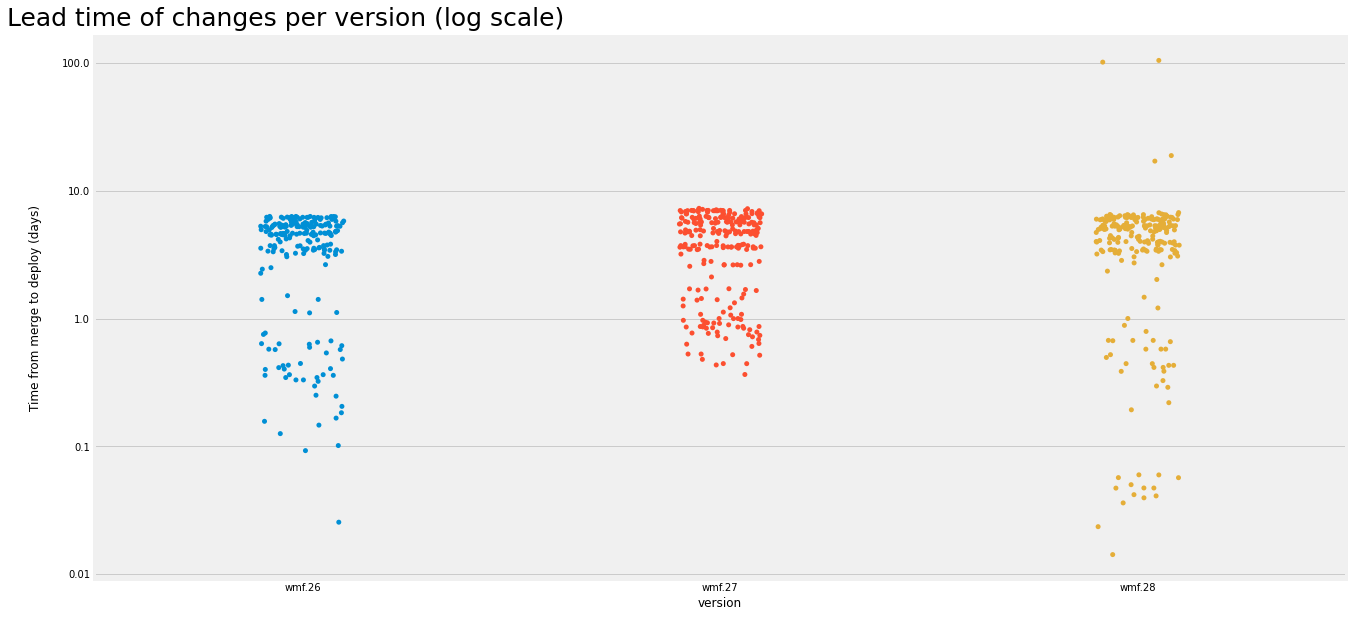 Lead time of changes per version (log scale)
Time from merge to deploy (days)
100.0
10.0
1.0
0.1
0.01
wmf.26
wmf.27
wmf.28
version